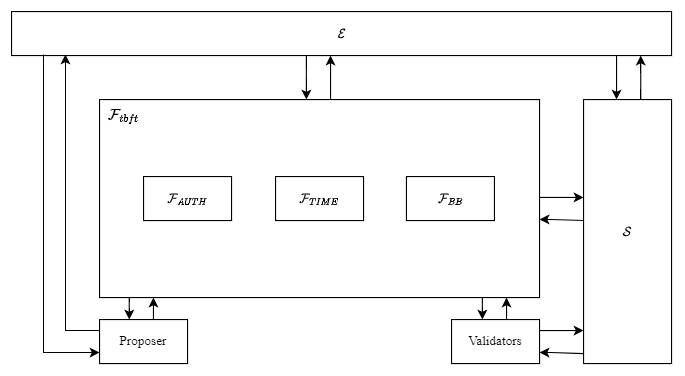 ℰ
ℱ_tbft
ℱ_AUTH
ℱ_TIME
ℱ_BB
𝒮
Proposer
Validators